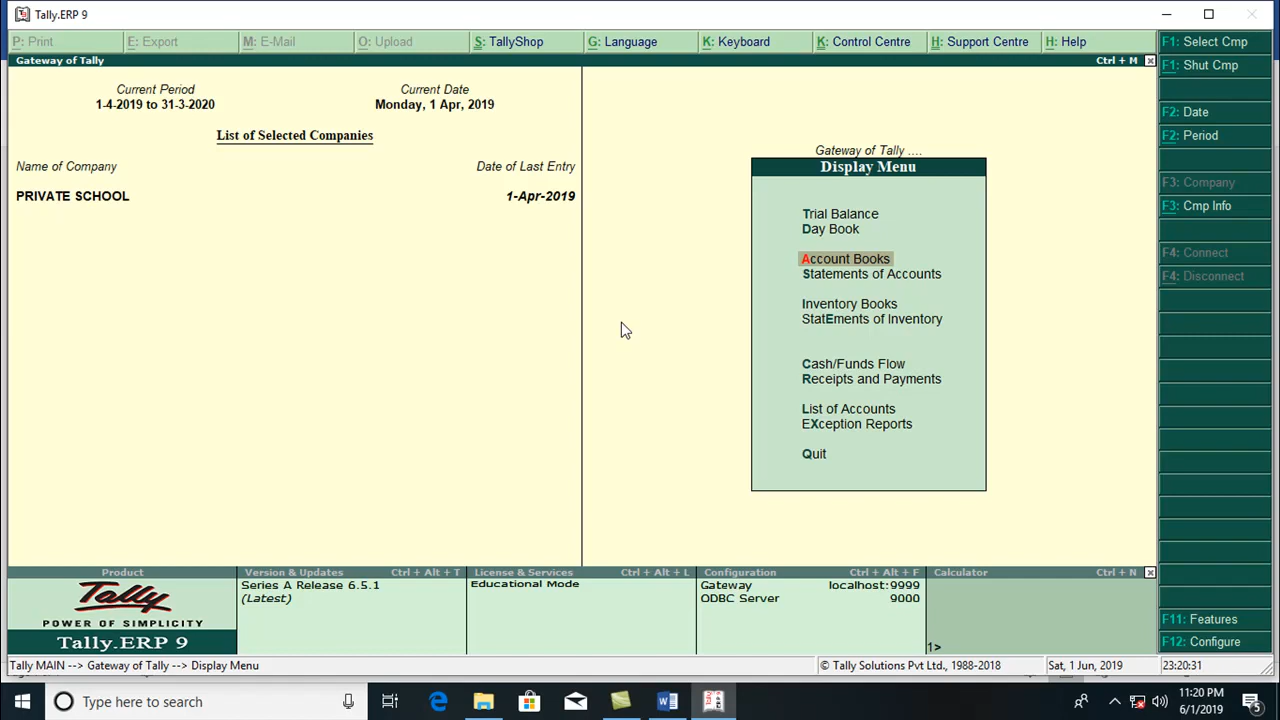 Tally.ERP 9
P: Print
E: Export
M: E-Mail
O: Upload
S: TallyShop
G: Language
K: Keyboard
K: Control Centre
H: Support Centre
H: Help
Gateway of Tally
Ctrl + M
Current Period
1-4-2019 to 31-3-2020
Current Date
Monday, 1 Apr, 2019
List of Selected Companies
Name of Company
Date of Last Entry
PRIVATE SCHOOL
1-Apr-2019
Gateway of Tally ....
Display Menu
Trial Balance
Day Book
Account Books
Statements of Accounts
Inventory Books
StatEments of Inventory
Cash/Funds Flow
Receipts and Payments
List of Accounts
EXception Reports
Quit
F1: Select Cmp
F1: Shut Cmp
F2: Date
F2: Period
F3: Company
F3: Cmp Info
F4: Connect
F4: Disconnect
F11: Features
F12: Configure
Product
Tally
POWER OF SIMPLICITY
Tally.ERP 9
Version & Updates
Ctrl + Alt + T
Series A Release 6.5.1
(Latest)
License & Services
Ctrl + Alt + L
Educational Mode
Configuration
Ctrl + Alt + F
Gateway
localhost:9999
ODBC Server
9000
Calculator
Ctrl + N
1>
Tally MAIN --> Gateway of Tally --> Display Menu
© Tally Solutions Pvt Ltd., 1988-2018
Sat, 1 Jun, 2019
23:20:31
Type here to search
11:20 PM
6/1/2019
5